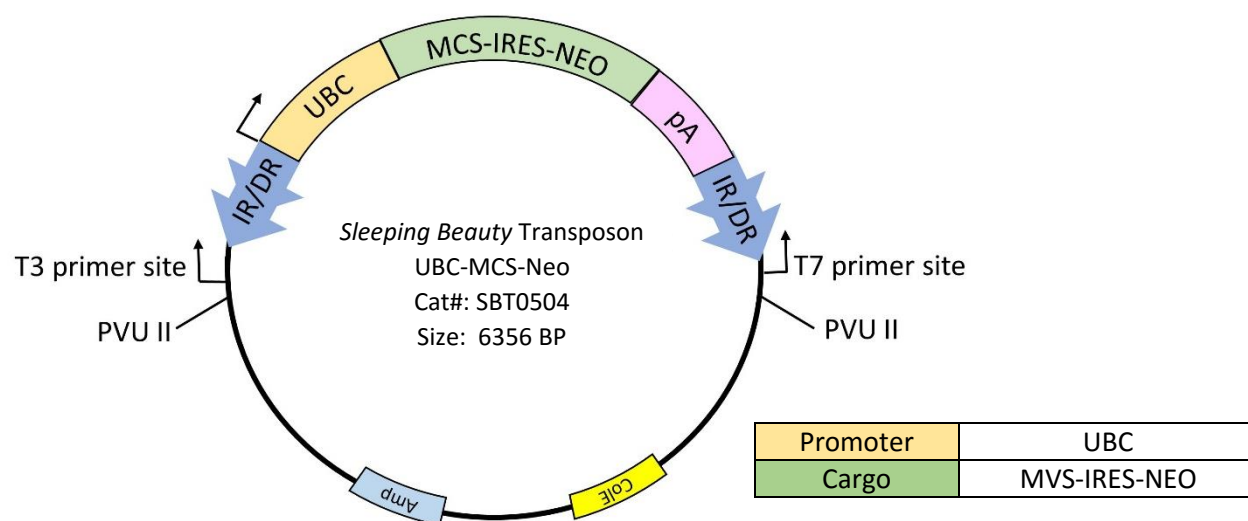 MCS-IRES-NEO
UBC
pA
IR/DR
IR/DR
Sleeping Beauty Transposon
UBC-MCS-Neo
Cat#: SBT0504
Size: 6356 BP
T3 primer site
T7 primer site
PVU II
PVU II
Amp
ColE
Promoter UBC
Cargo MVS-IRES-NEO